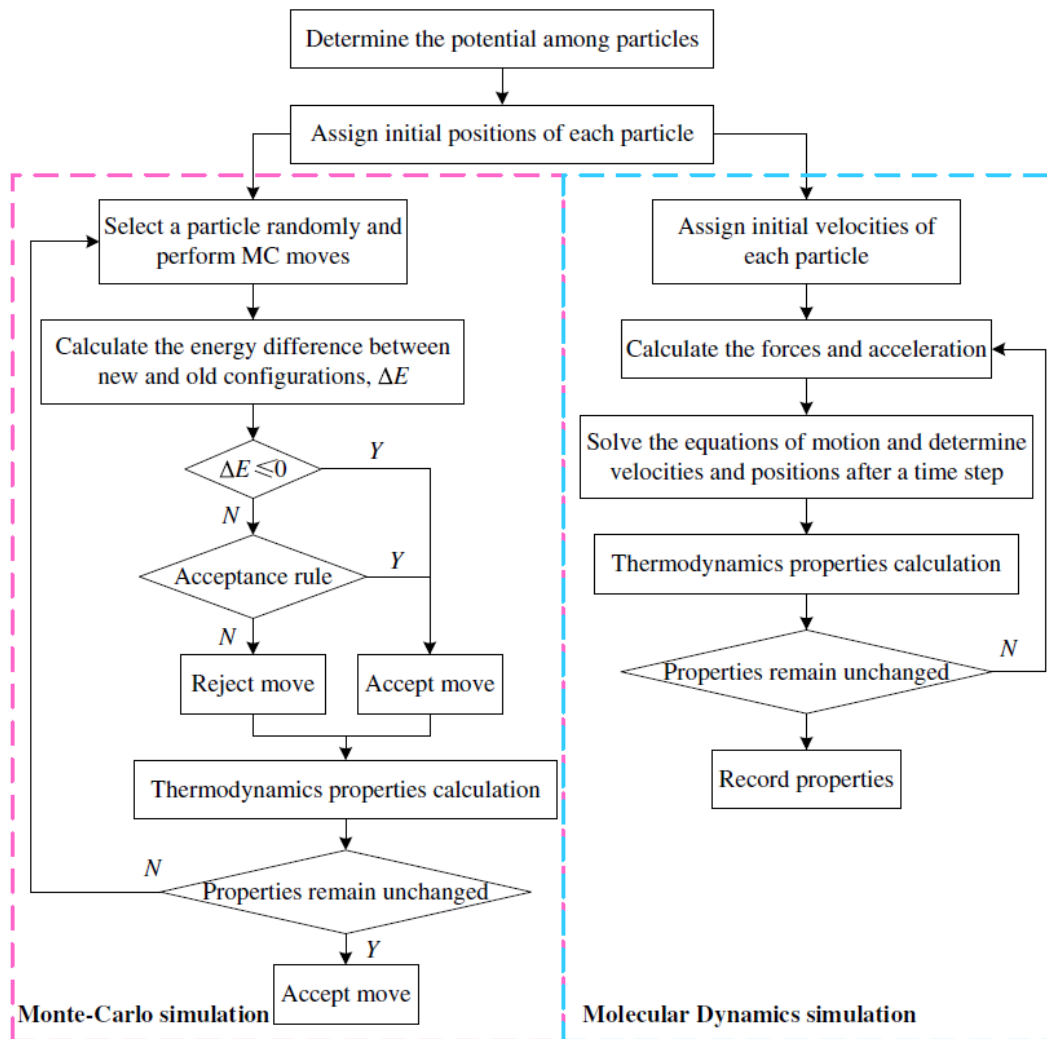 Determine the potential among particles
Assign initial positions of each particle
Select a particle randomly and
perform MC moves
Calculate the energy difference between
new and old configurations, ΔE
ΔE ⩽0
Y
N
Acceptance rule
Y
N
Reject move
Accept move
Thermodynamics properties calculation
N
Properties remain unchanged
Y
Accept move
Monte-Carlo simulation
Assign initial velocities of
each particle
Calculate the forces and acceleration
Solve the equations of motion and determine
velocities and positions after a time step
Thermodynamics properties calculation
N
Properties remain unchanged
Record properties
Molecular Dynamics simulation